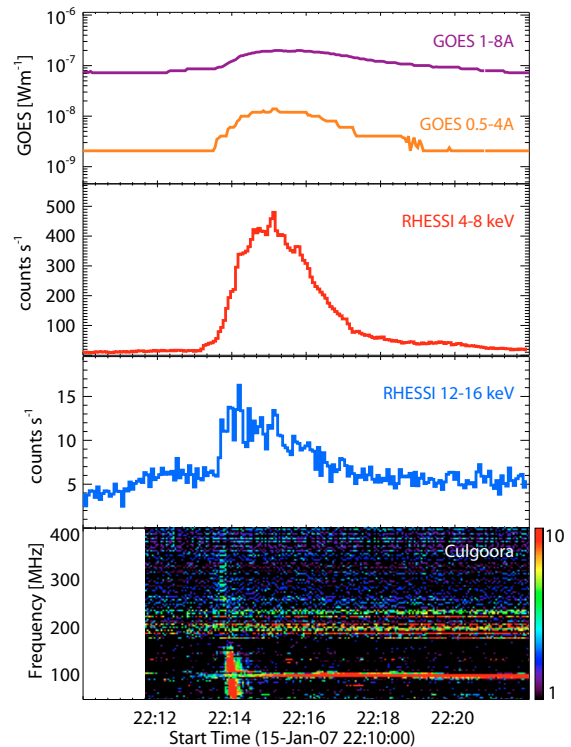 10⁻⁶
10⁻⁷
10⁻⁸
10⁻⁹
GOES [Wm⁻¹]
GOES 1-8A
GOES 0.5-4A
500
400
300
200
100
counts s⁻¹
RHESSI 4-8 keV
15
10
5
counts s⁻¹
RHESSI 12-16 keV
400
300
200
100
Frequency [MHz]
Culgoora
10
1
22:12 22:14 22:16 22:18 22:20
Start Time (15-Jan-07 22:10:00)